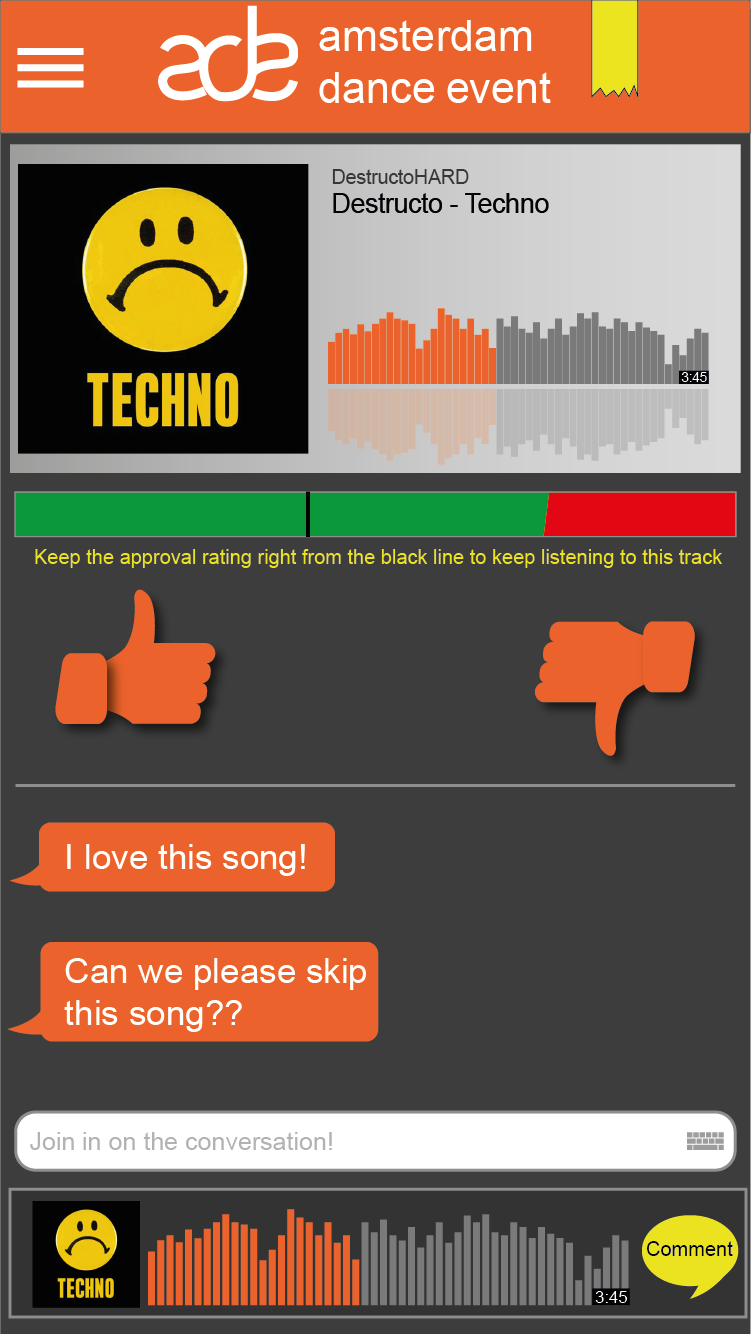 ade
amsterdam
dance event
DestructoHARD
Destructo - Techno
TECHNO
3:45
Keep the approval rating right from the black line to keep listening to this track
I love this song!
Can we please skip
this song??
Join in on the conversation!
TECHNO
3:45
Comment